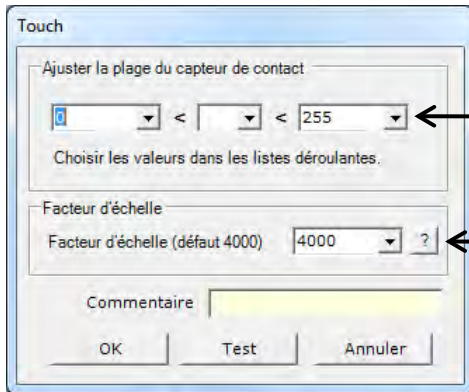 Touch
Ajuster la plage du capteur de contact
0 < < 255
Choisir les valeurs dans les listes déroulantes.
Facteur d'échelle
Facteur d'échelle (défaut 4000) 4000 ?
Commentaire
OK Test Annuler